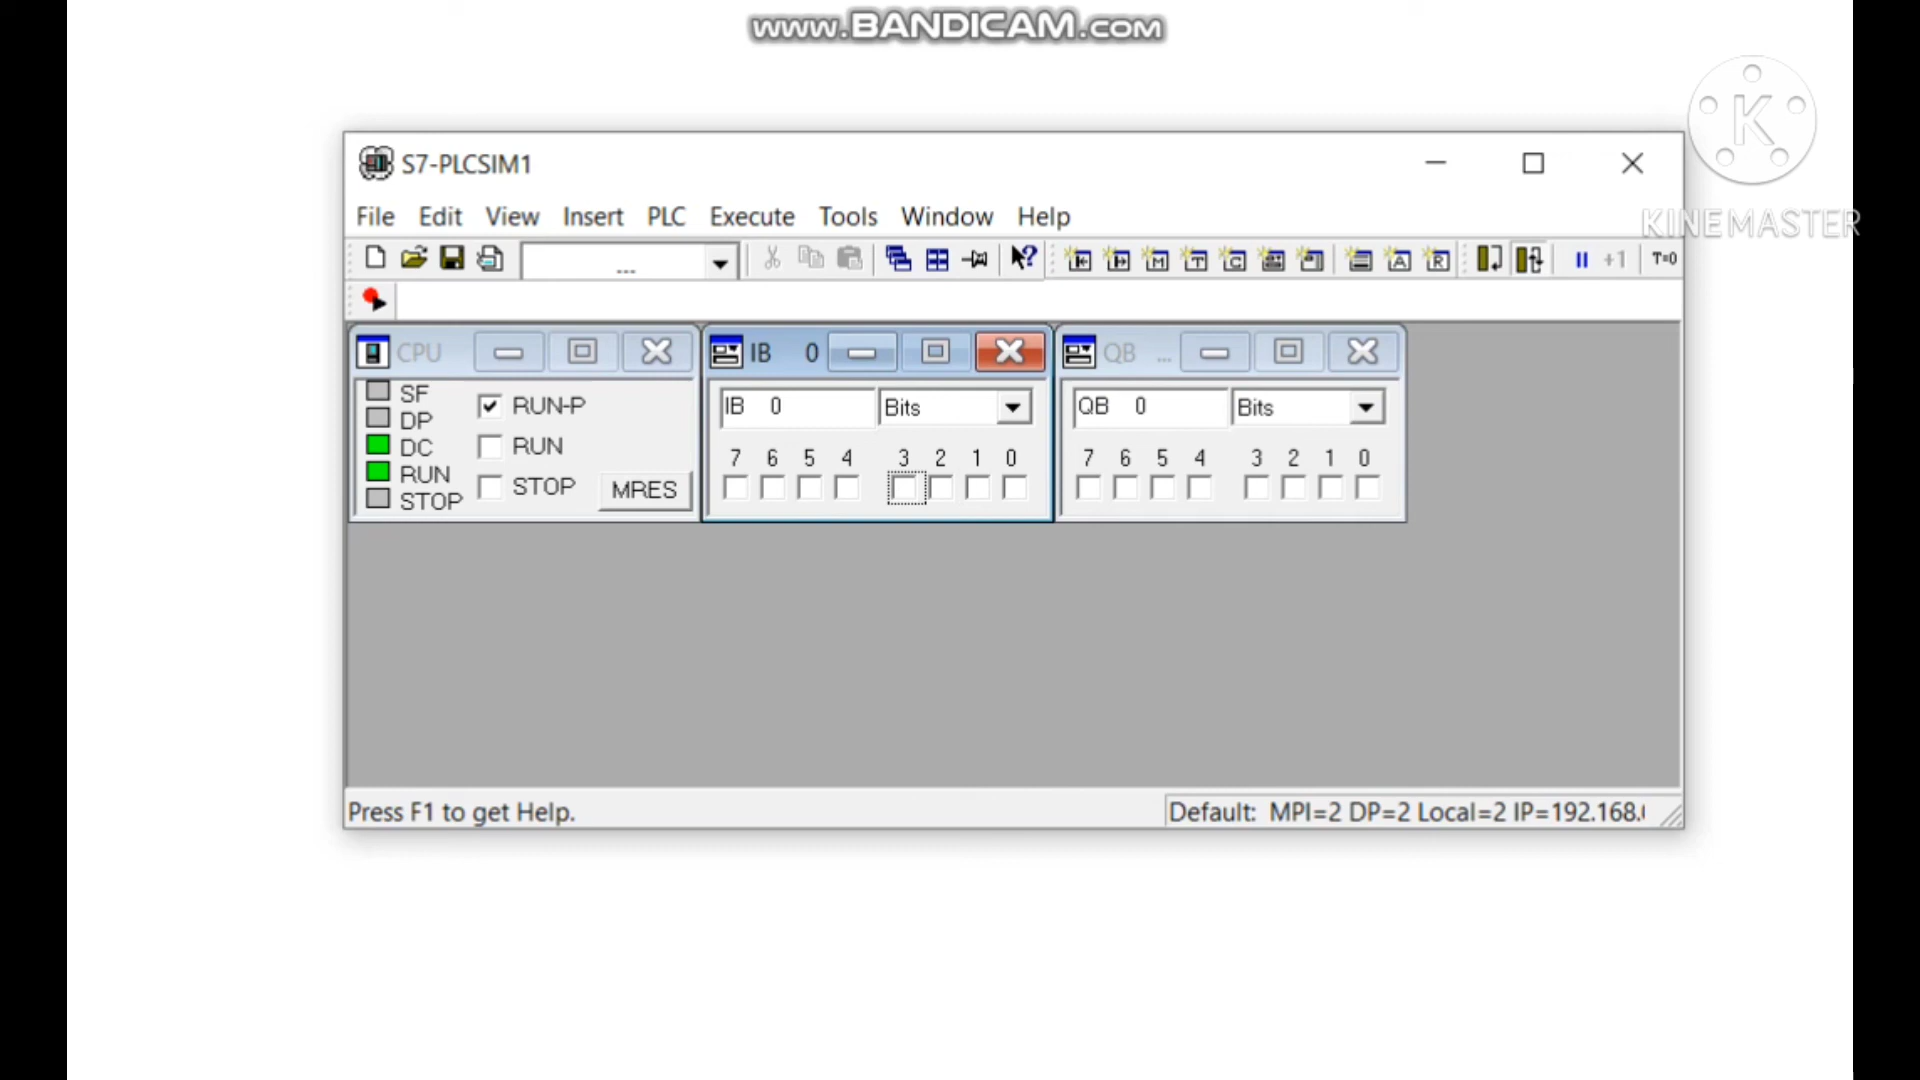 www.BANDICAM.com
K
KINEMASTER
S7-PLCSIM1
File Edit View Insert PLC Execute Tools Window Help
... +1 T=0
CPU
SF
DP
DC
RUN
STOP
RUN-P
RUN
STOP
MRES
IB 0
IB 0 Bits
7 6 5 4 3 2 1 0
QB ...
QB 0 Bits
7 6 5 4 3 2 1 0
Press F1 to get Help.
Default: MPI=2 DP=2 Local=2 IP=192.168.